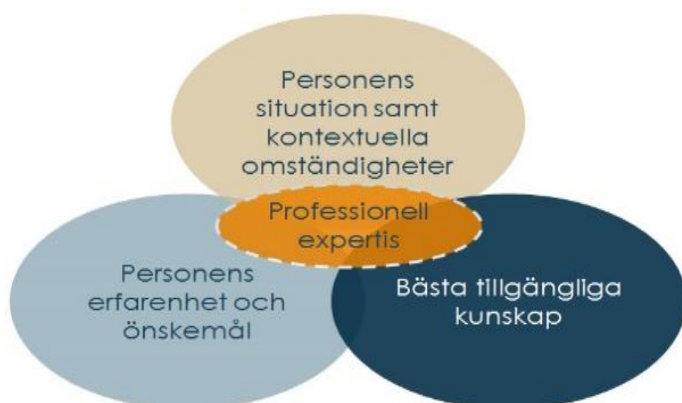 Personens
situation samt
kontextuella
omständigheter
Professionell
expertis
Personens
erfarenhet och
önskemål
Bästa tillgängliga
kunskap